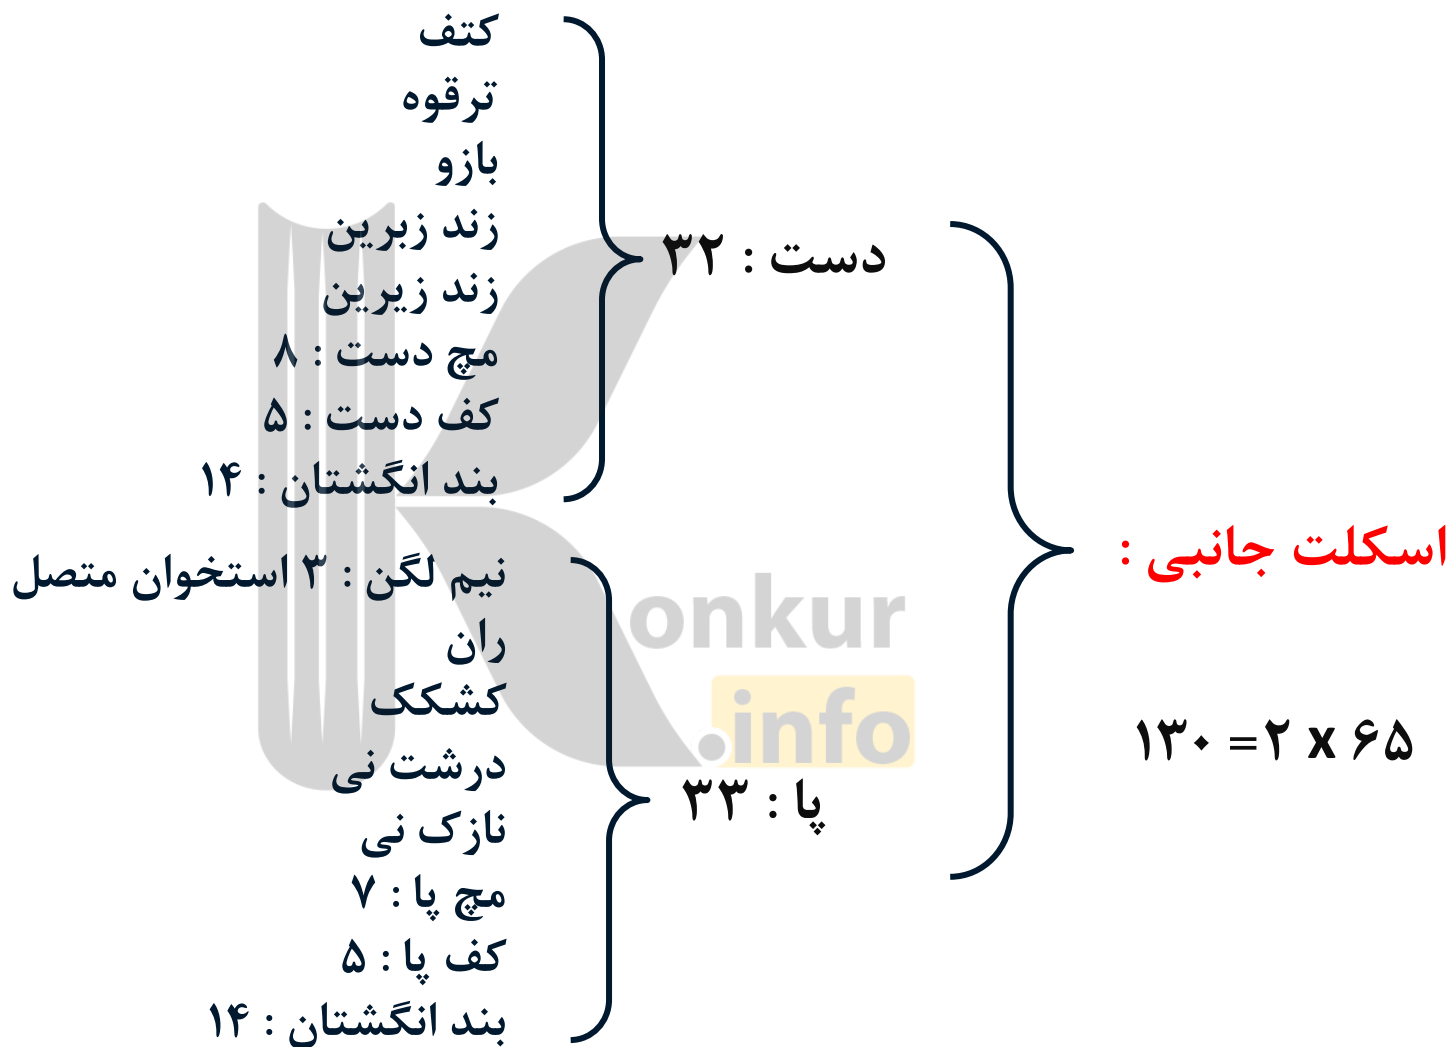 اسکلت جانبی :
۱۳۰ = ۲ x ۶۵
دست : ۳۲
کتف
ترقوه
بازو
زند زبرین
زند زیرین
مچ دست : ۸
کف دست : ۵
بند انگشتان : ۱۴
پا : ۳۳
نیم لگن : ۳ استخوان متصل
ران
کشکک
درشت نی
نازک نی
مچ پا : ۷
کف پا : ۵
بند انگشتان : ۱۴
Konkur
.info